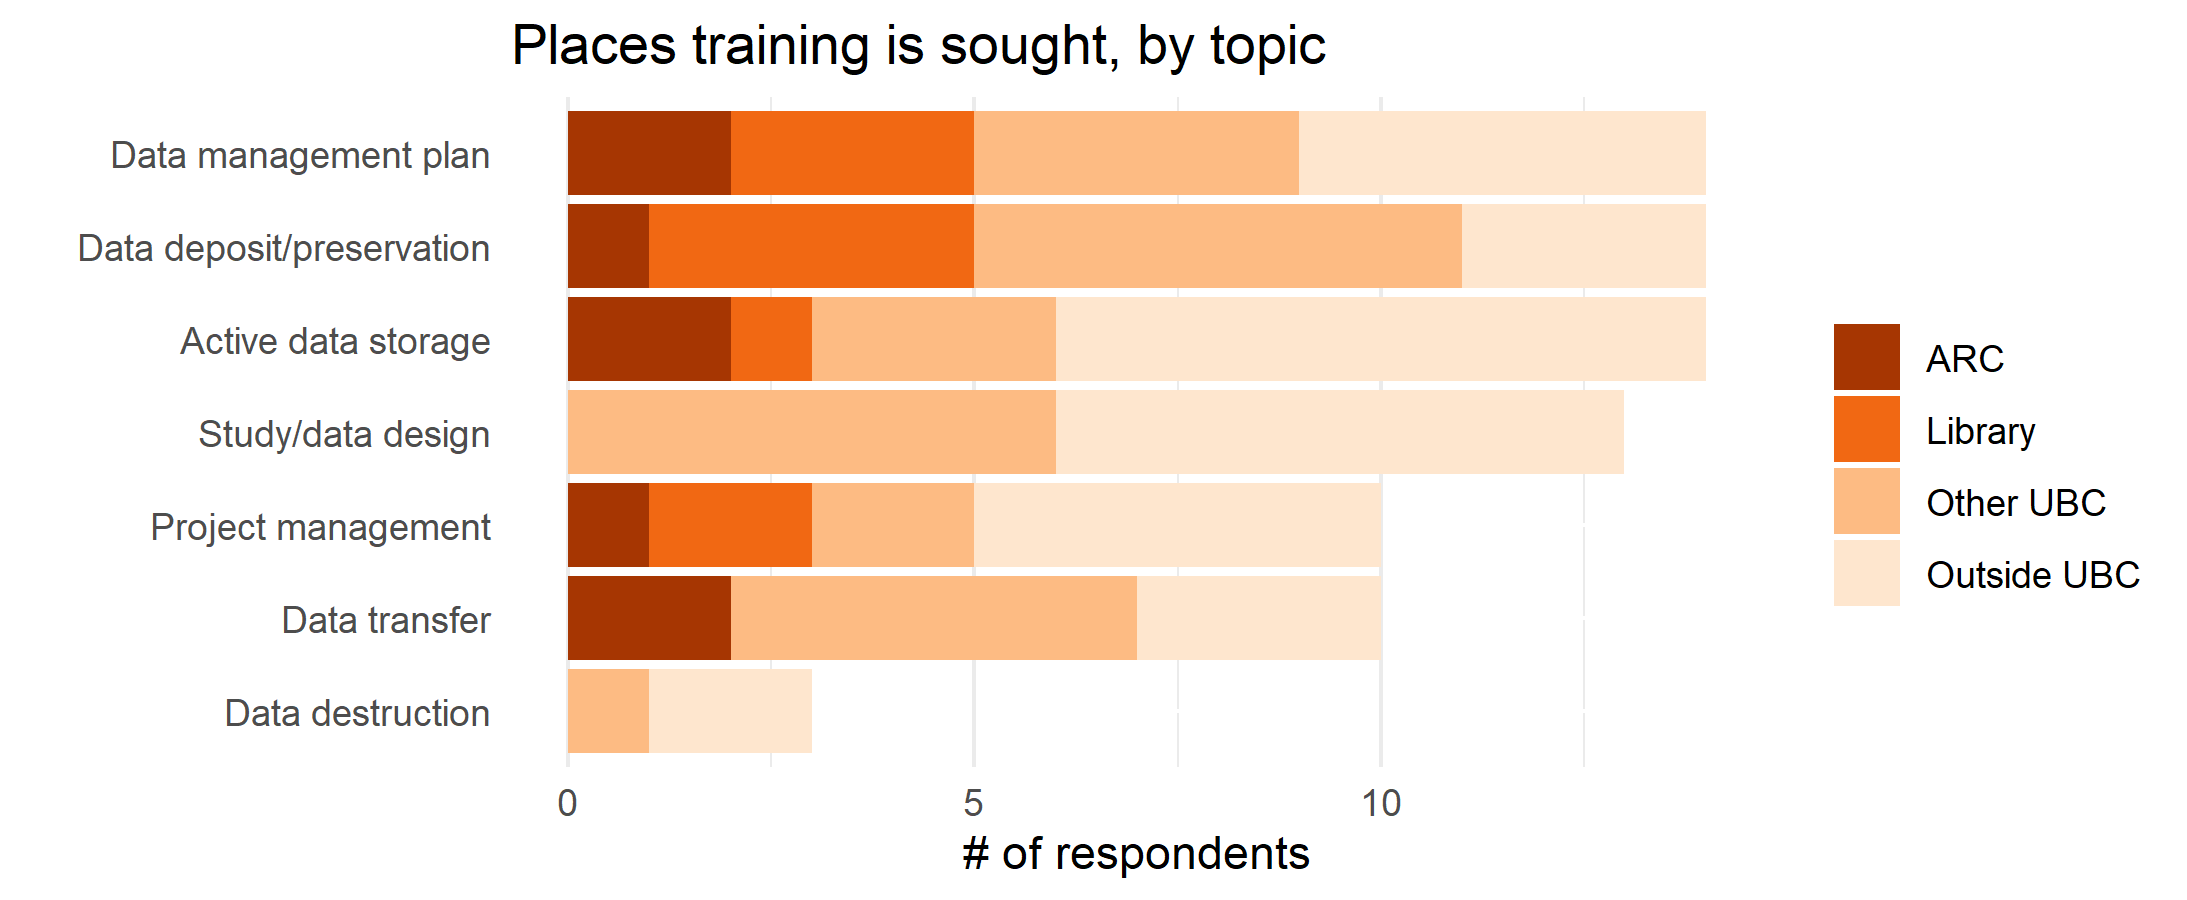 Places training is sought, by topic
Data management plan
Data deposit/preservation
Active data storage
Study/data design
Project management
Data transfer
Data destruction
0 5 10
# of respondents
ARC
Library
Other UBC
Outside UBC